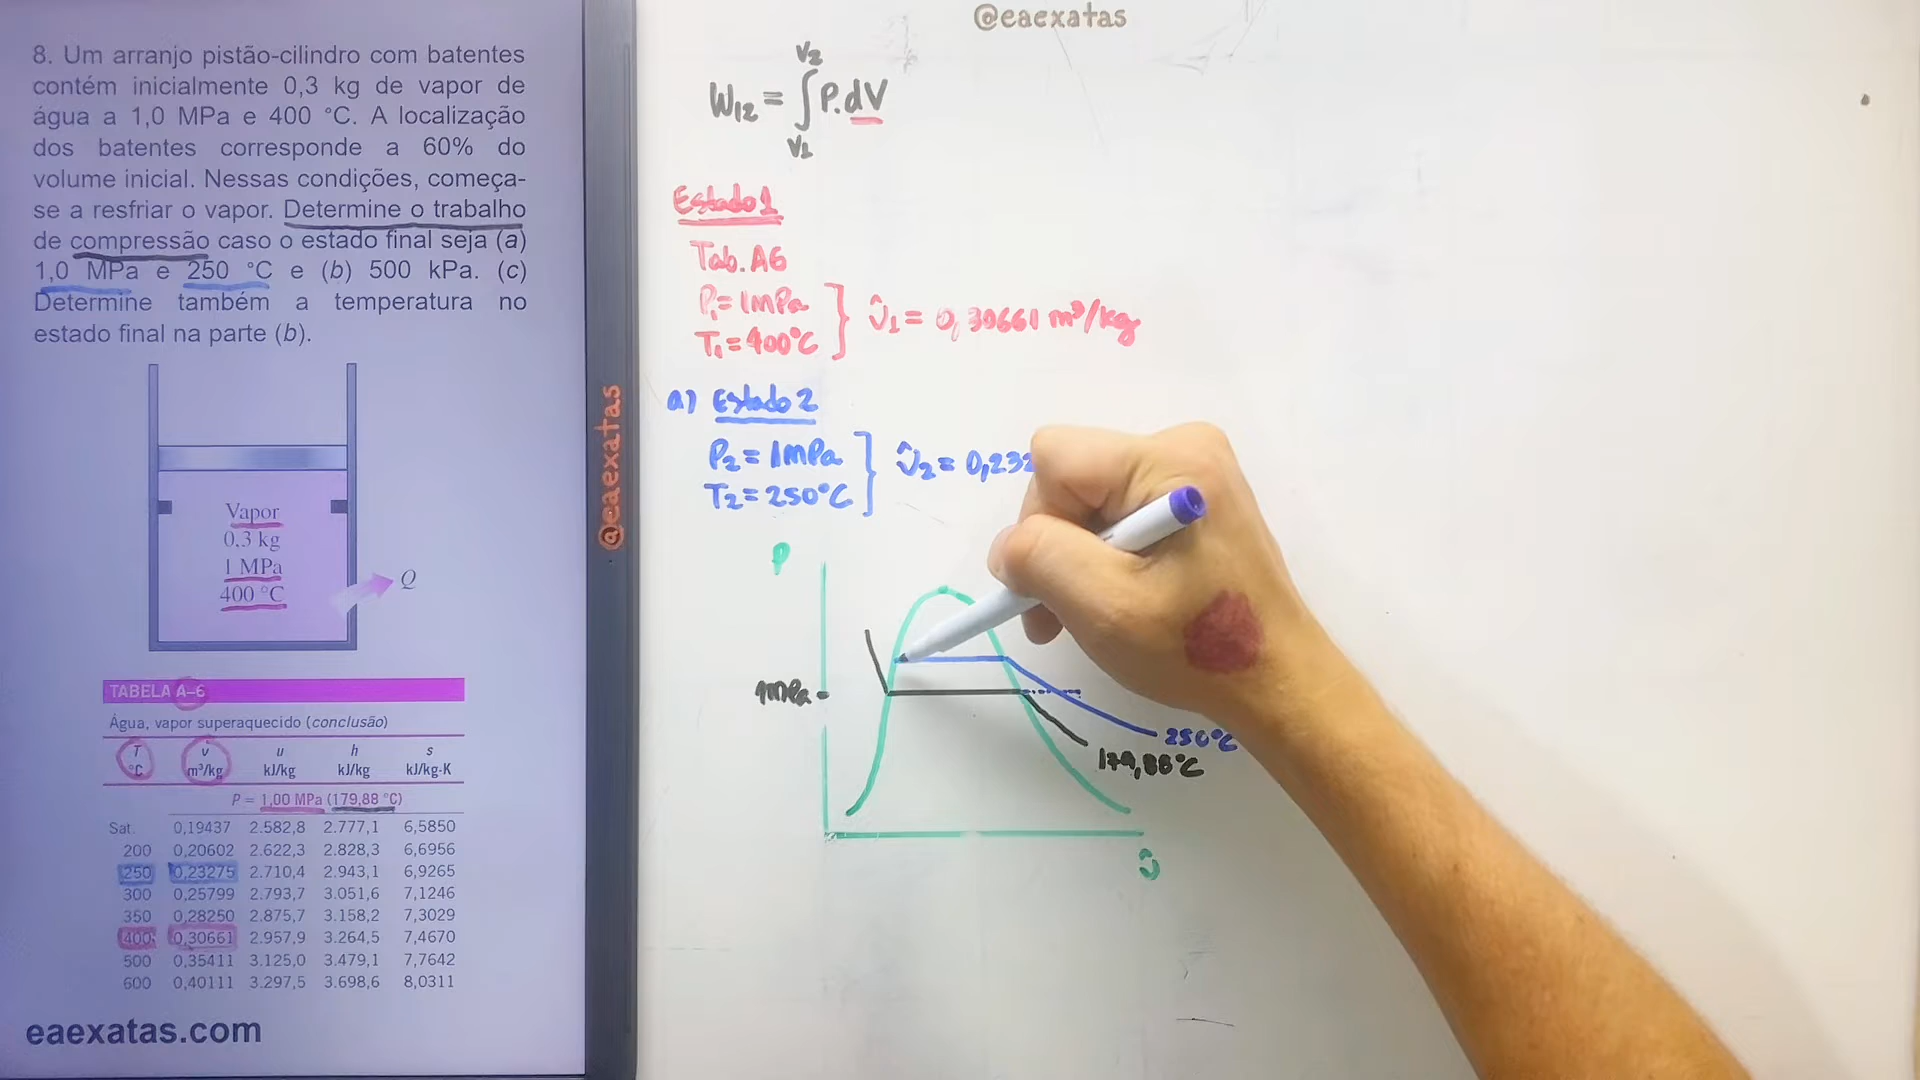 8. Um arranjo pistão-cilindro com batentes
contém inicialmente 0,3 kg de vapor de
água a 1,0 MPa e 400 °C. A localização
dos batentes corresponde a 60% do
volume inicial. Nessas condições, começa-
se a resfriar o vapor. Determine o trabalho
de compressão caso o estado final seja (a)
1,0 MPa e 250 °C e (b) 500 kPa. (c)
Determine também a temperatura no
estado final na parte (b).
Vapor
0,3 kg
1 MPa
400 °C
Q
TABELA A–6
Água, vapor superaquecido (conclusão)
T v u h s
°C m³/kg kJ/kg kJ/kg kJ/kg·K
P = 1,00 MPa (179,88 °C)
Sat. 0,19437 2.582,8 2.777,1 6,5850
200 0,20602 2.622,3 2.828,3 6,6956
250 0,23275 2.710,4 2.943,1 6,9265
300 0,25799 2.793,7 3.051,6 7,1246
350 0,28250 2.875,7 3.158,2 7,3029
400 0,30661 2.957,9 3.264,5 7,4670
500 0,35411 3.125,0 3.479,1 7,7642
600 0,40111 3.297,5 3.698,6 8,0311
eaexatas.com
@eaexatas
@eaexatas
W12 = ∫ P.dV
V2
V1
Estado 1
Tab. A6
P1 = 1MPa
T1 = 400°C
v̂1 = 0,30661 m³/kg
a) Estado 2
P2 = 1MPa
T2 = 250°C
v̂2 = 0,232
P
1MPa
250°C
179,88°C
v̂